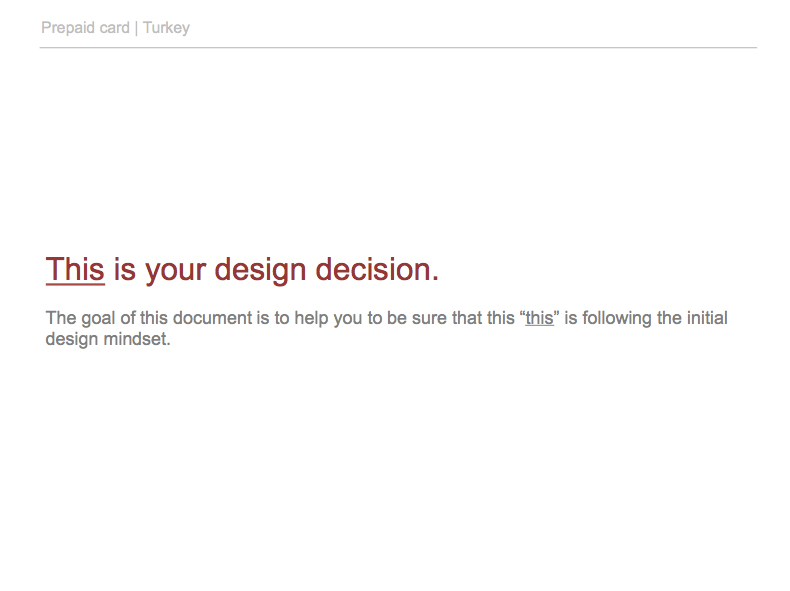 Prepaid card | Turkey
This is your design decision.
The goal of this document is to help you to be sure that this “this” is following the initial
design mindset.